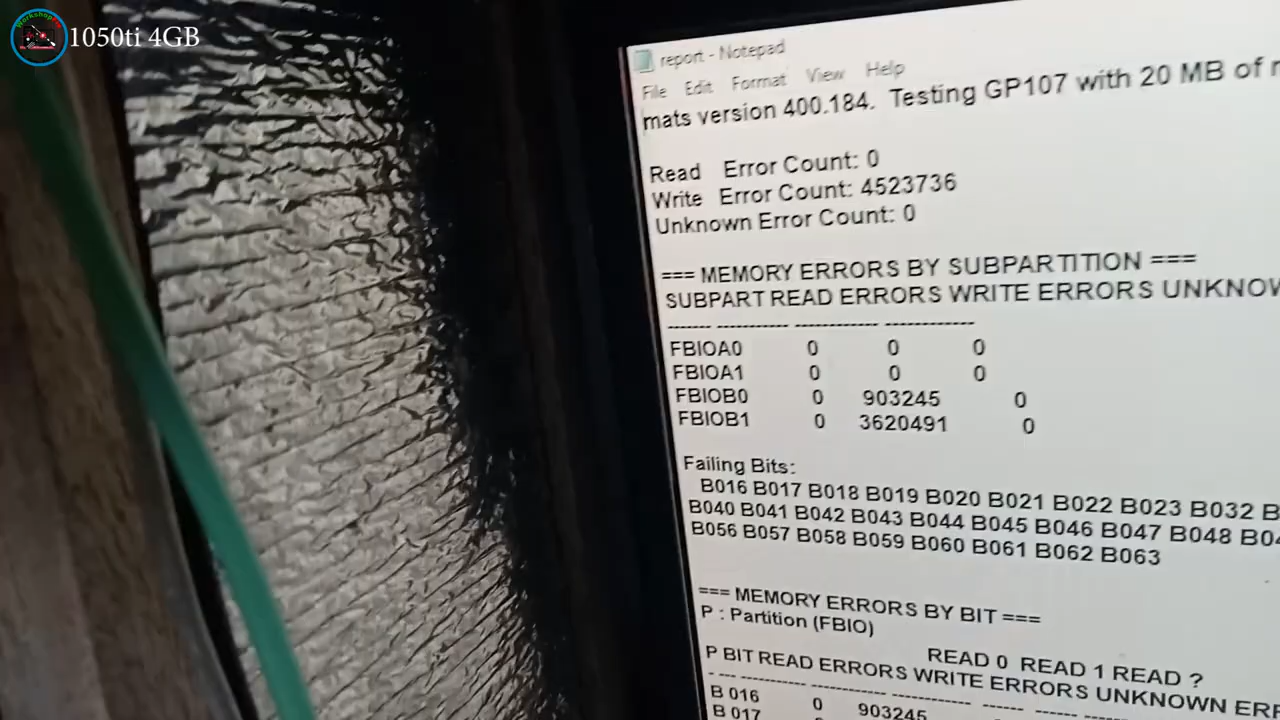 1050ti 4GB
report - Notepad
File Edit Format View Help
mats version 400.184. Testing GP107 with 20 MB of
Read Error Count: 0
Write Error Count: 4523736
Unknown Error Count: 0
=== MEMORY ERRORS BY SUBPARTITION ===
SUBPART READ ERRORS WRITE ERRORS
------- ----------- ------------ --------------
FBIOA0 0 0 0
FBIOA1 0 0 0
FBIOB0 0 903245 0
FBIOB1 0 3620491 0
Failing Bits:
B016 B017 B018 B019 B020 B021 B022 B023 B032
B040 B041 B042 B043 B044 B045 B046 B047 B048
B056 B057 B058 B059 B060 B061 B062 B063
=== MEMORY ERRORS BY BIT ===
P : Partition (FBIO)
READ 0 READ 1 READ ?
P BIT READ ERRORS WRITE ERRORS UNKNOWN
B 016 0 903245
B 017